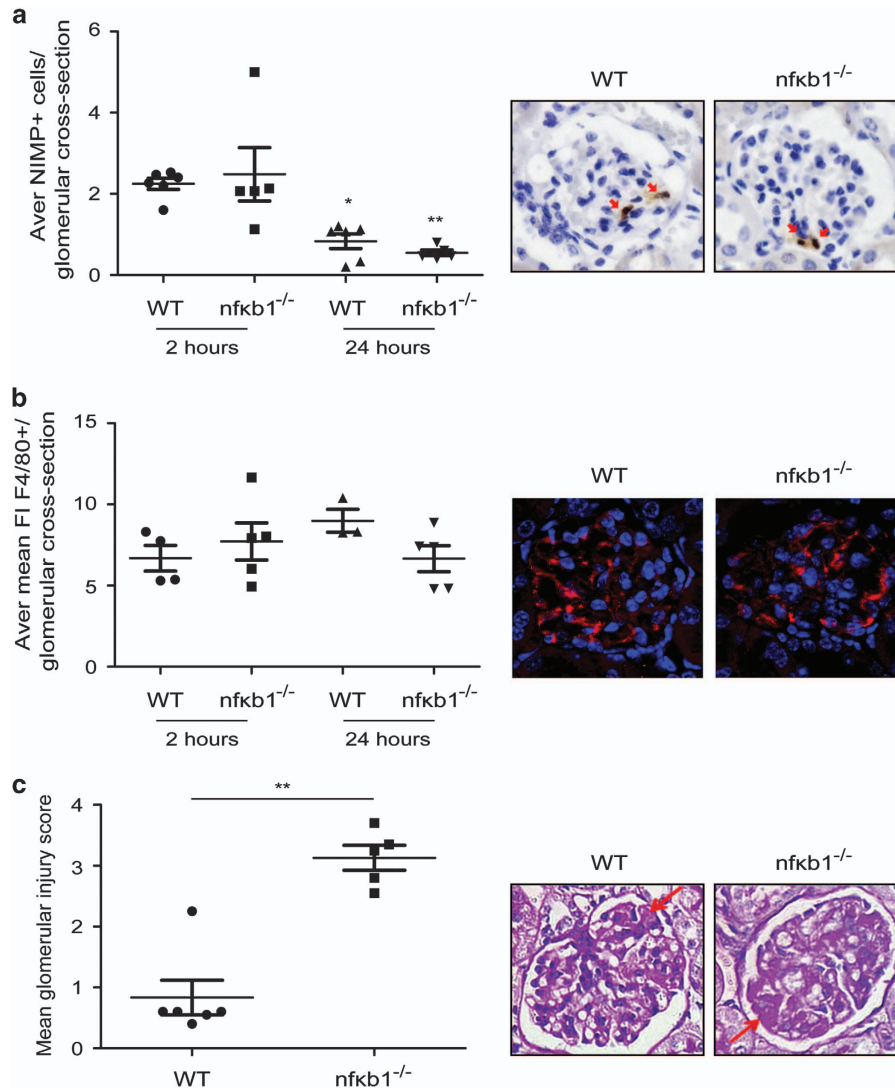 a
Aver NIMP+ cells/
glomerular cross-section
6
4
2
0
*
**
WT
nfκb1⁻/⁻
WT
nfκb1⁻/⁻
2 hours
24 hours
WT
nfκb1⁻/⁻
b
Aver mean FI F4/80+/
glomerular cross-section
15
10
5
0
WT
nfκb1⁻/⁻
WT
nfκb1⁻/⁻
2 hours
24 hours
WT
nfκb1⁻/⁻
c
Mean glomerular injury score
4
3
2
1
0
**
WT
nfκb1⁻/⁻
WT
nfκb1⁻/⁻